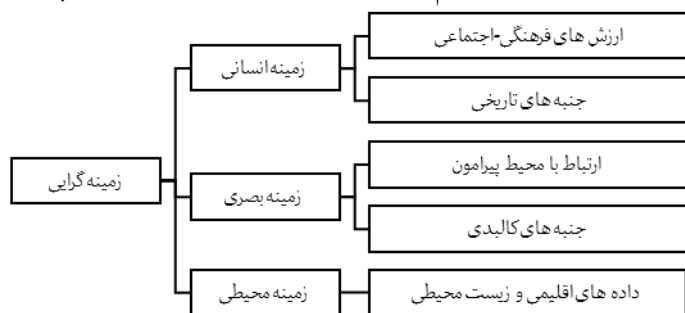 ارزش های فرهنگی-اجتماعی
زمینه انسانی
جنبه های تاریخی
ارتباط با محیط پیرامون
زمینه گرایی
زمینه بصری
جنبه های کالبدی
زمینه محیطی
داده های اقلیمی و زیست محیطی